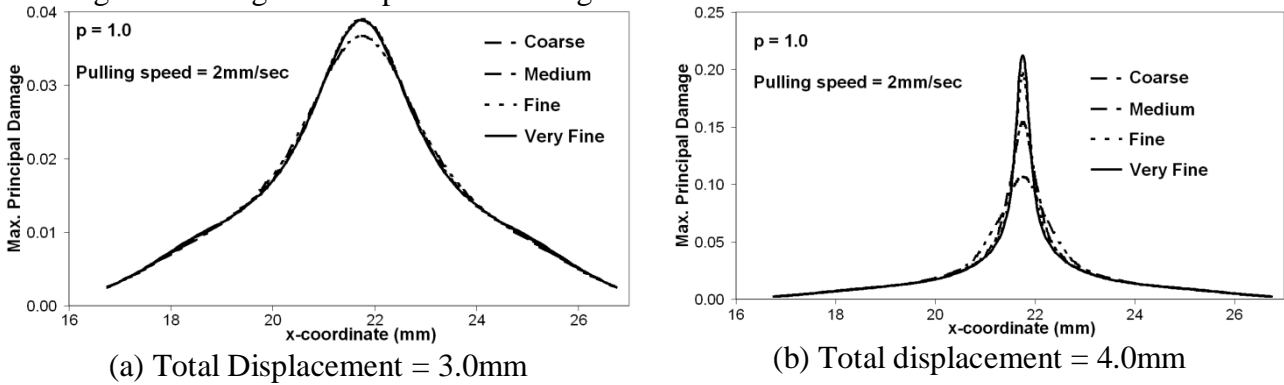 0.04
p = 1.0
Pulling speed = 2mm/sec
Coarse
Medium
Fine
Very Fine
0.03
0.02
0.01
0.00
Max. Principal Damage
16 18 20 22 24 26
x-coordinate (mm)
(a) Total Displacement = 3.0mm
0.25
p = 1.0
Pulling speed = 2mm/sec
Coarse
Medium
Fine
Very Fine
0.20
0.15
0.10
0.05
0.00
Max. Principal Damage
16 18 20 22 24 26
x-coordinate (mm)
(b) Total displacement = 4.0mm